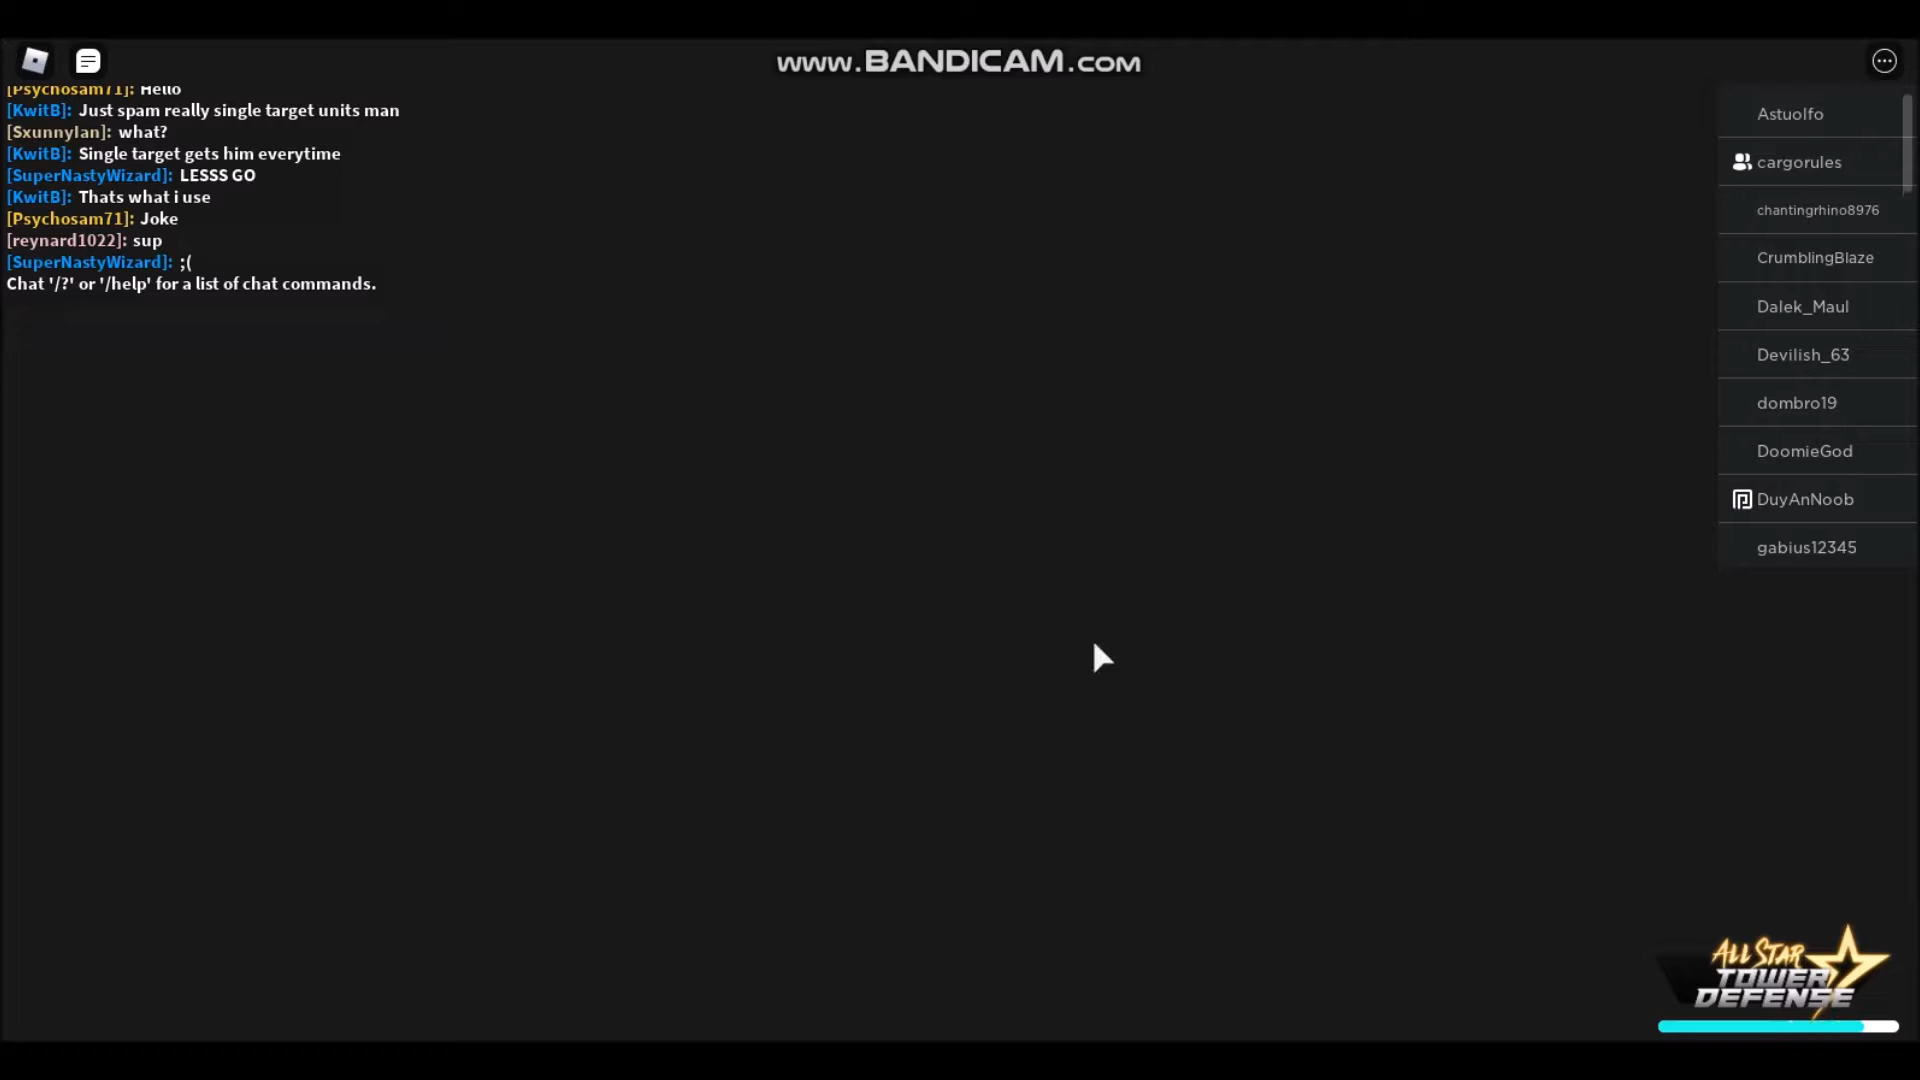 www.BANDICAM.COM
[Psychosam71]: Hello
[KwitB]: Just spam really single target units man
[SxunnyIan]: what?
[KwitB]: Single target gets him everytime
[SuperNastyWizard]: LESSS GO
[KwitB]: Thats what i use
[Psychosam71]: Joke
[reynard1022]: sup
[SuperNastyWizard]: ;(
Chat '/?' or '/help' for a list of chat commands.
Astuolfo
cargorules
chantingrhino8976
CrumblingBlaze
Dalek_Maul
Devilish_63
dombro19
DoomieGod
DuyAnNoob
gabius12345
ALL STAR
TOWER
DEFENSE